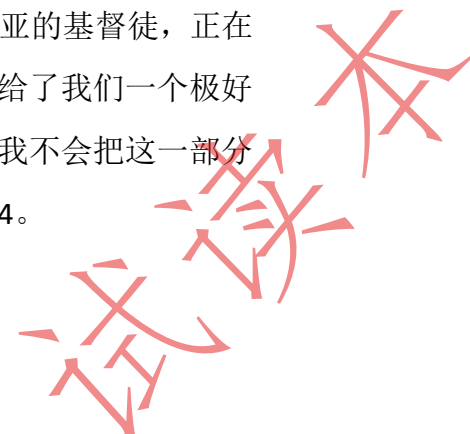 亚的基督徒，正在
给了我们一个极好
我不会把这一部分
4。
试读本